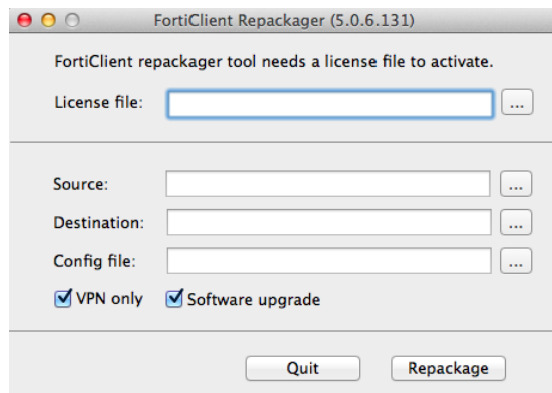 FortiClient Repackager (5.0.6.131)
FortiClient repackager tool needs a license file to activate.
License file: ...
Source: ...
Destination: ...
Config file: ...
VPN only Software upgrade
Quit Repackage